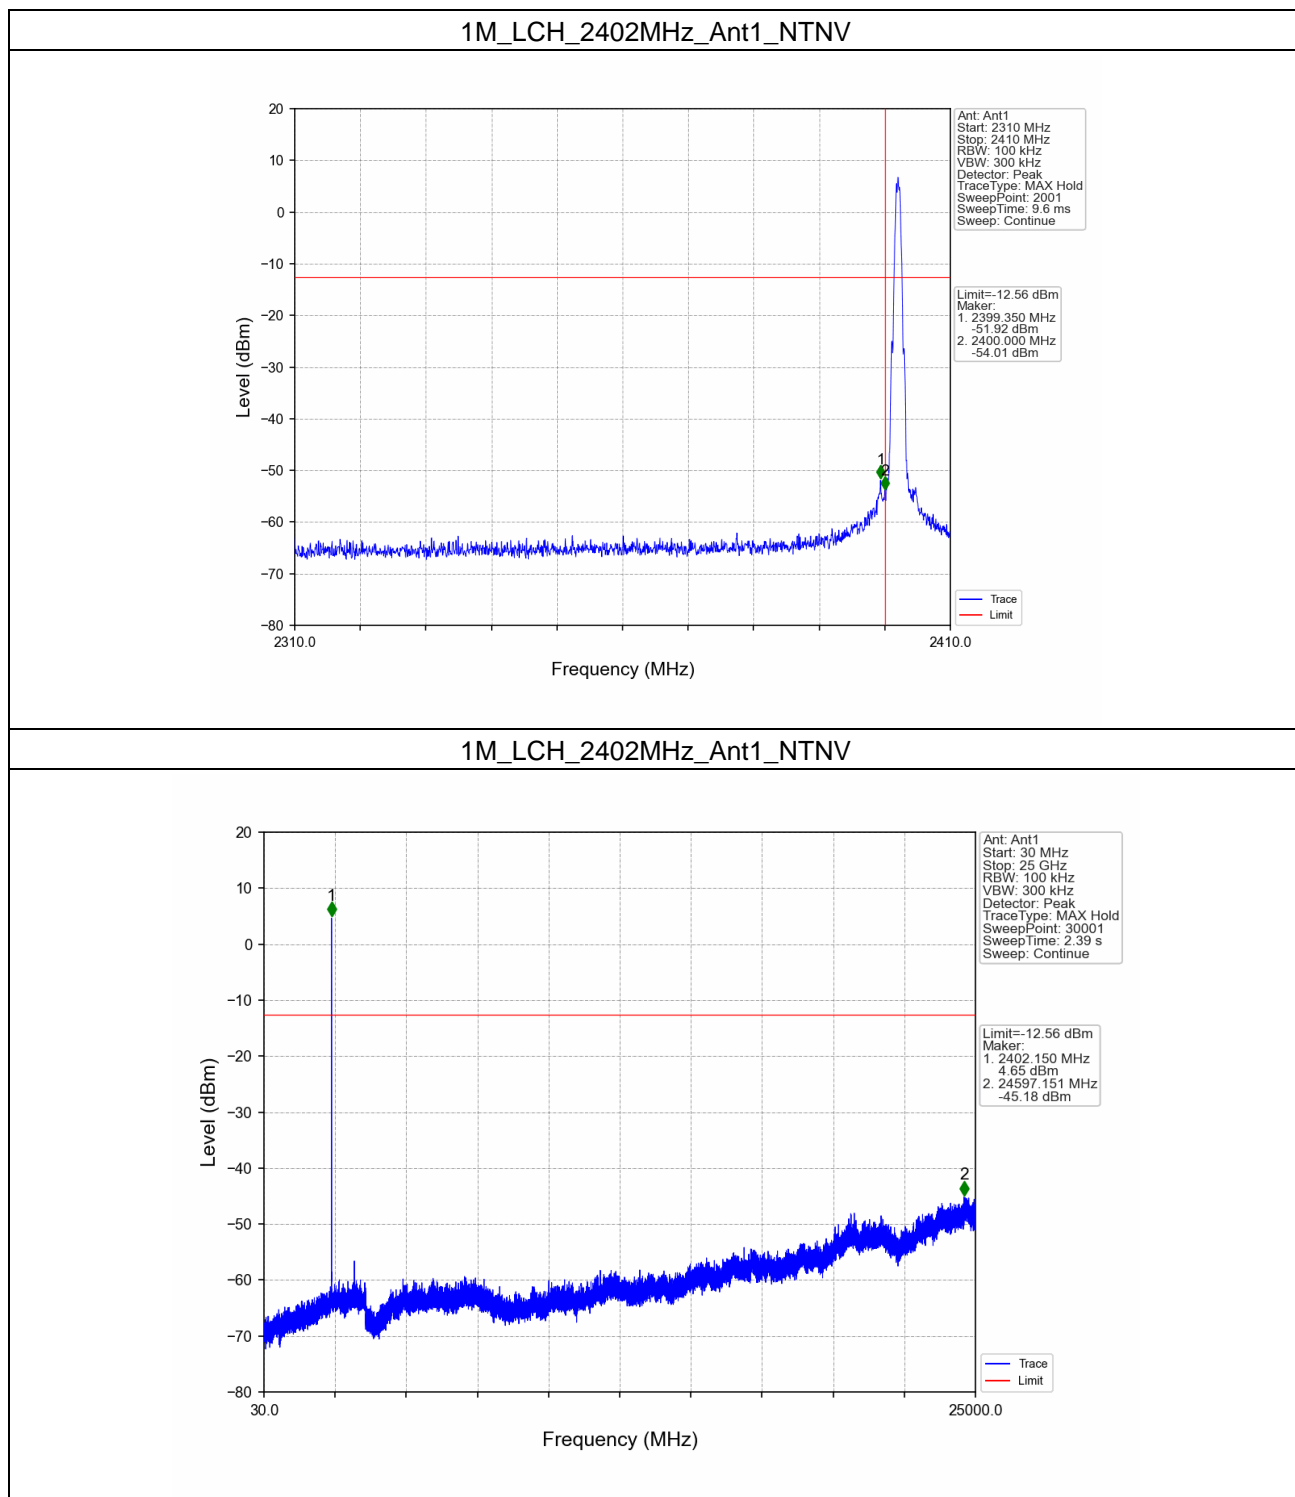 1M_LCH_2402MHz_Ant1_NTNV
20
10
0
−10
−20
−30
−40
−50
−60
−70
−80
Level (dBm)
2310.0
2410.0
Frequency (MHz)
1
2
Ant: Ant1
Start: 2310 MHz
Stop: 2410 MHz
RBW: 100 kHz
VBW: 300 kHz
Detector: Peak
TraceType: MAX Hold
SweepPoint: 2001
SweepTime: 9.6 ms
Sweep: Continue
Limit=-12.56 dBm
Maker:
1. 2399.350 MHz
-51.92 dBm
2. 2400.000 MHz
-54.01 dBm
Trace
Limit
1M_LCH_2402MHz_Ant1_NTNV
20
10
0
−10
−20
−30
−40
−50
−60
−70
−80
Level (dBm)
30.0
25000.0
Frequency (MHz)
1
2
Ant: Ant1
Start: 30 MHz
Stop: 25 GHz
RBW: 100 kHz
VBW: 300 kHz
Detector: Peak
TraceType: MAX Hold
SweepPoint: 30001
SweepTime: 2.39 s
Sweep: Continue
Limit=-12.56 dBm
Maker:
1. 2402.150 MHz
4.65 dBm
2. 24597.151 MHz
-45.18 dBm
Trace
Limit